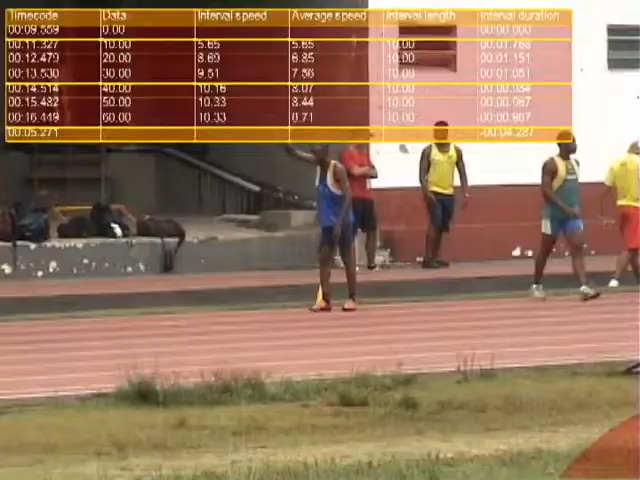 Timecode Data Interval speed Average speed Interval length Interval duration
00:09.559 0.00 00:00.000
00:11.327 10.00 5.65 5.65 10.00 00:01.768
00:12.479 20.00 8.69 6.85 10.00 00:01.151
00:13.530 30.00 9.51 7.56 10.00 00:01.051
00:14.514 40.00 10.16 8.07 10.00 00:00.984
00:15.482 50.00 10.33 8.44 10.00 00:00.967
00:16.449 60.00 10.33 8.71 10.00 00:00.967
00:05.271 -00:04.287